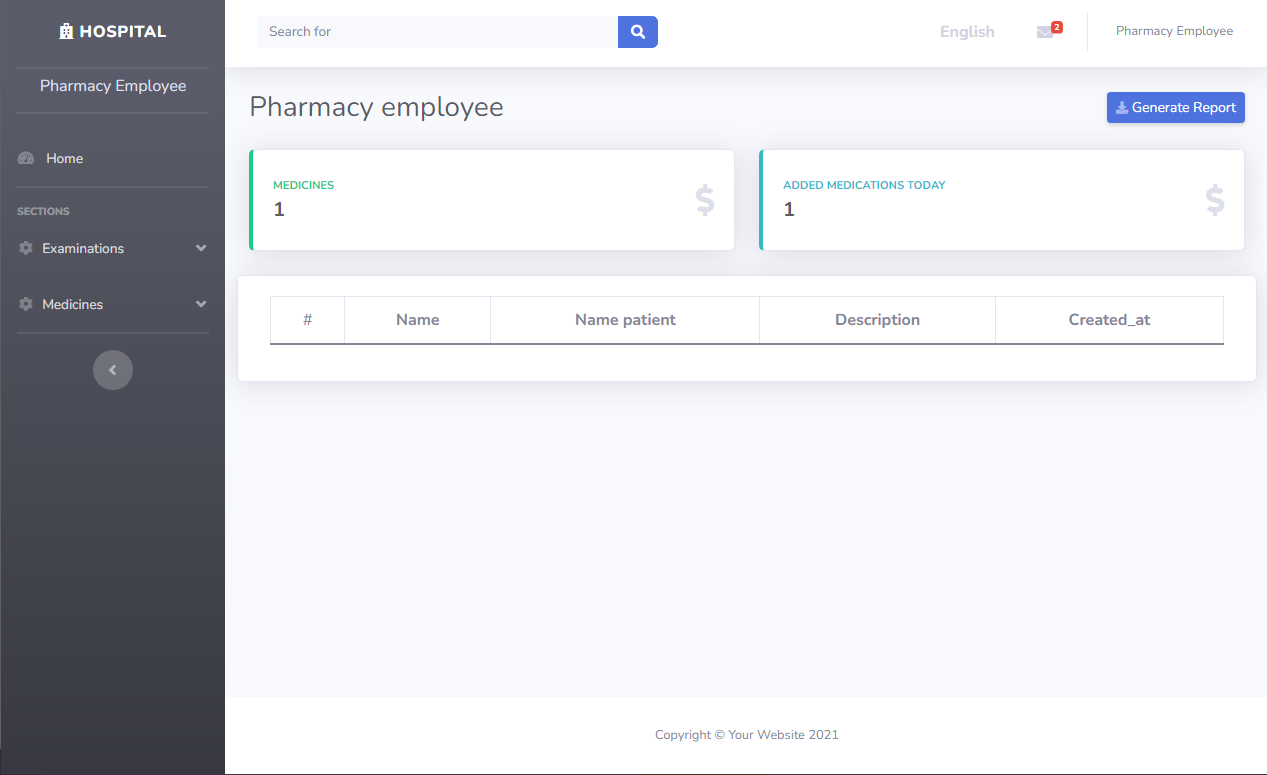 HOSPITAL
Search for
English
2
Pharmacy Employee
Pharmacy Employee
Pharmacy employee
Generate Report
Home
MEDICINES
1
$
ADDED MEDICATIONS TODAY
1
$
SECTIONS
Examinations
Medicines
# Name Name patient Description Created_at
Copyright © Your Website 2021